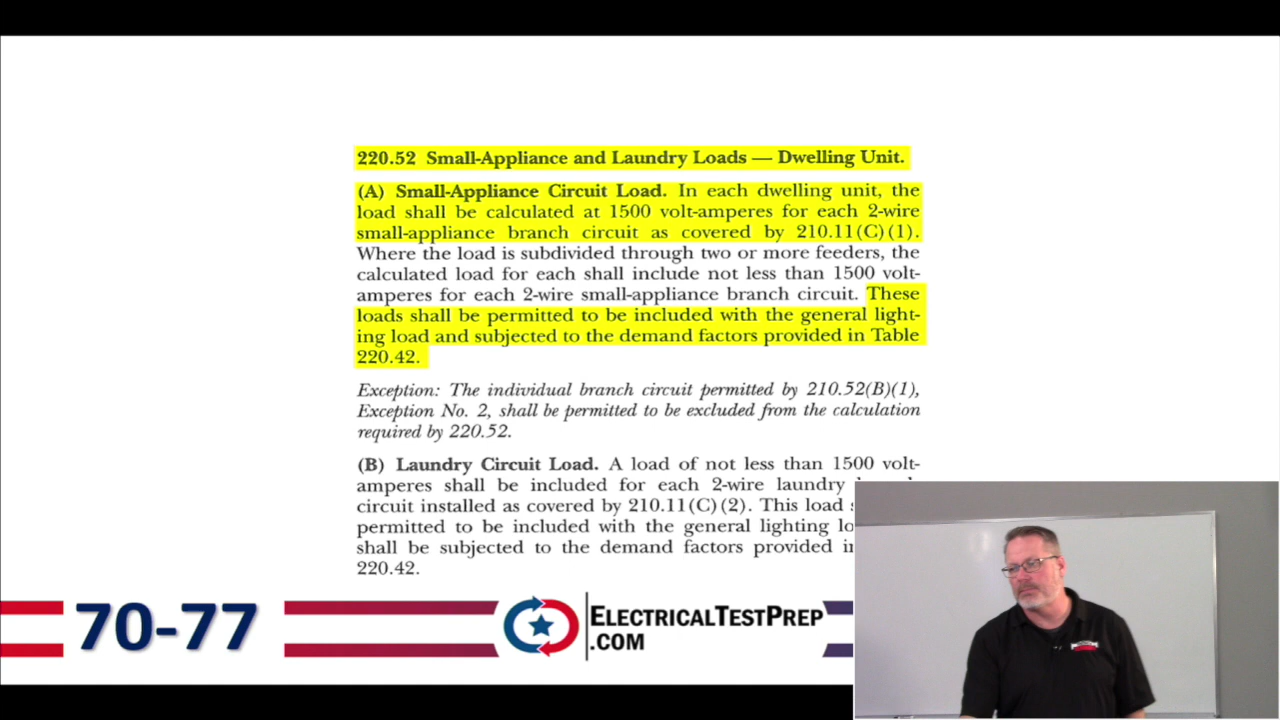 220.52 Small-Appliance and Laundry Loads — Dwelling Unit.
(A) Small-Appliance Circuit Load. In each dwelling unit, the
load shall be calculated at 1500 volt-amperes for each 2-wire
small-appliance branch circuit as covered by 210.11(C)(1).
Where the load is subdivided through two or more feeders, the
calculated load for each shall include not less than 1500 volt-
amperes for each 2-wire small-appliance branch circuit. These
loads shall be permitted to be included with the general light-
ing load and subjected to the demand factors provided in Table
220.42.
Exception: The individual branch circuit permitted by 210.52(B)(1),
Exception No. 2, shall be permitted to be excluded from the calculation
required by 220.52.
(B) Laundry Circuit Load. A load of not less than 1500 volt-
amperes shall be included for each 2-wire laundry
circuit installed as covered by 210.11(C)(2). This load
permitted to be included with the general lighting
shall be subjected to the demand factors provided
220.42.
70-77
ELECTRICALTESTPREP
.COM